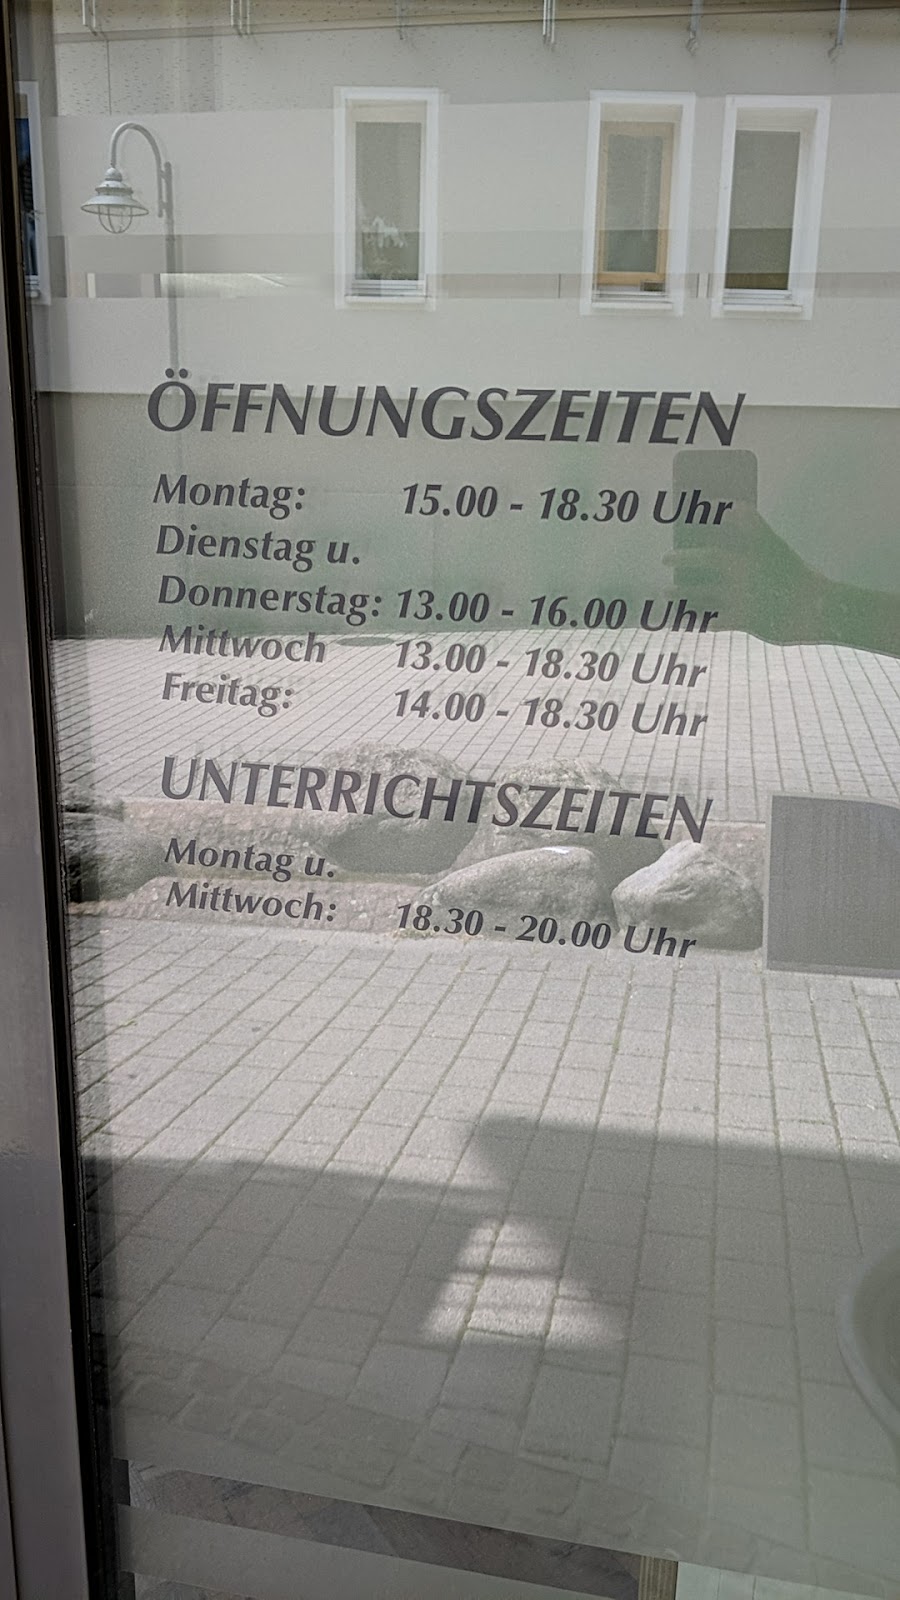 ÖFFNUNGSZEITEN
Montag: 15.00 - 18.30 Uhr
Dienstag u.
Donnerstag: 13.00 - 16.00 Uhr
Mittwoch 13.00 - 18.30 Uhr
Freitag: 14.00 - 18.30 Uhr
UNTERRICHTSZEITEN
Montag u.
Mittwoch: 18.30 - 20.00 Uhr